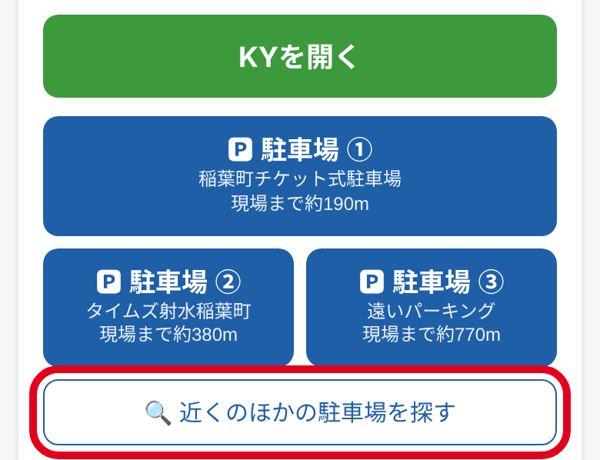 KYを開く
🅿 駐車場 ①
稲葉町チケット式駐車場
現場まで約190m
🅿 駐車場 ②
タイムズ射水稲葉町
現場まで約380m
🅿 駐車場 ③
遠いパーキング
現場まで約770m
🔍 近くのほかの駐車場を探す